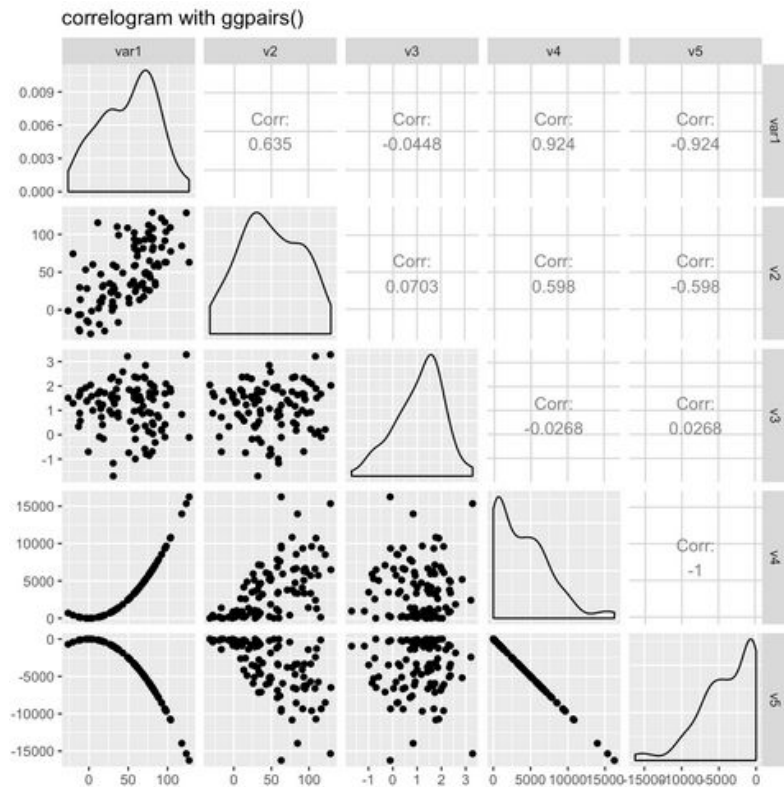 correlogram with ggpairs()
var1 v2 v3 v4 v5
0.009
0.006
0.003
0.000
Corr:
0.635
Corr:
-0.0448
Corr:
0.924
Corr:
-0.924
var1
100
50
0
Corr:
0.0703
Corr:
0.598
Corr:
-0.598
v2
3
2
1
0
-1
Corr:
-0.0268
Corr:
0.0268
v3
15000
10000
5000
0
Corr:
-1
v4
0
-5000
-10000
-15000
v5
0 50 100 0 50 100 -1 0 1 2 3 0 5000 10000 15000 -15000 -10000 -5000 0